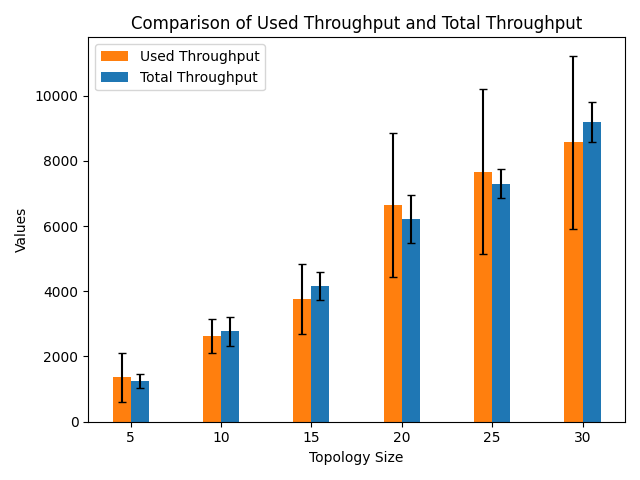 Comparison of Used Throughput and Total Throughput
Used Throughput
Total Throughput
Values
10000
8000
6000
4000
2000
0
5 10 15 20 25 30
Topology Size